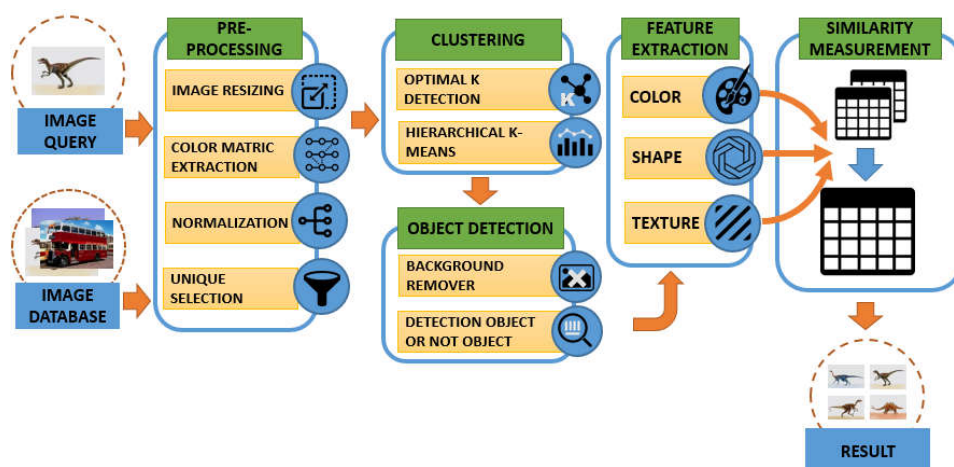 IMAGE
QUERY
IMAGE
DATABASE
PRE-
PROCESSING
IMAGE RESIZING
COLOR MATRIC
EXTRACTION
NORMALIZATION
UNIQUE
SELECTION
CLUSTERING
OPTIMAL K
DETECTION
K
HIERARCHICAL K-
MEANS
OBJECT DETECTION
BACKGROUND
REMOVER
DETECTION OBJECT
OR NOT OBJECT
FEATURE
EXTRACTION
COLOR
SHAPE
TEXTURE
SIMILARITY
MEASUREMENT
RESULT